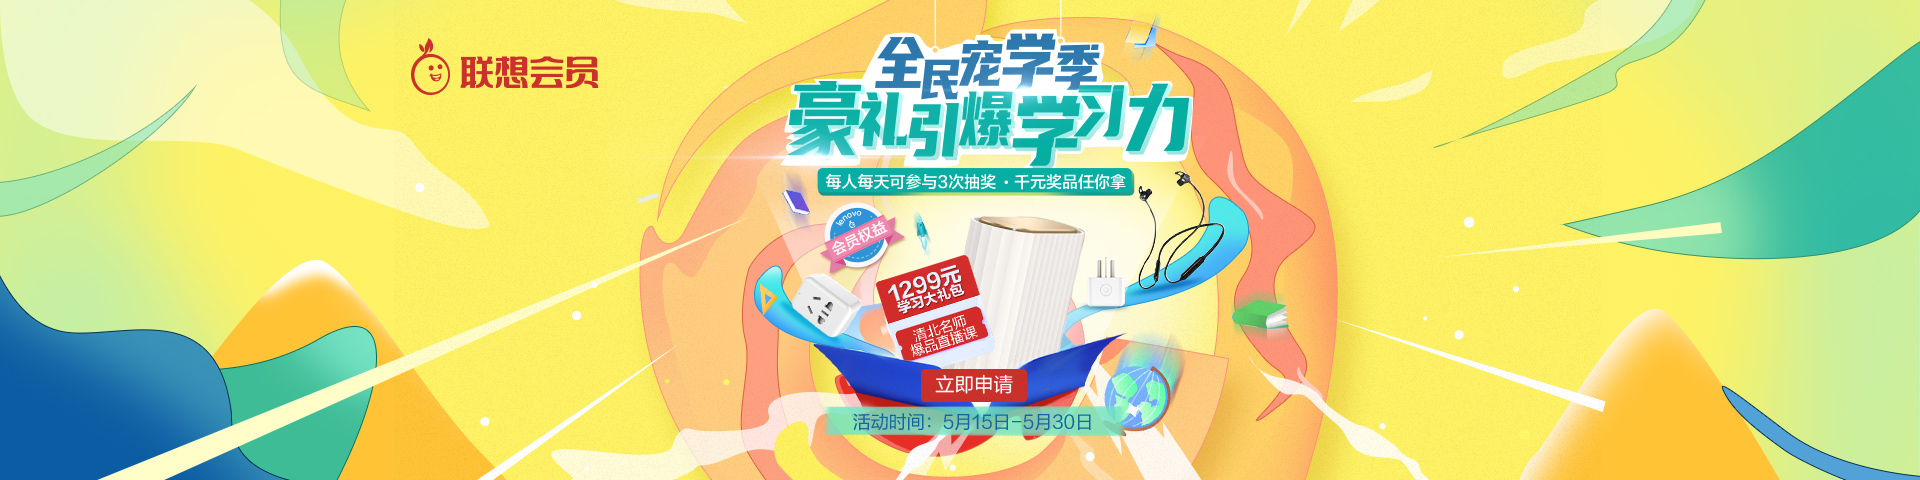 联想会员
全民宠学季
豪礼引爆学习力
每人每天可参与3次抽奖·千元奖品任你拿
lenovo
会员权益
1299元
学习大礼包
清北名师
爆品直播课
立即申请
活动时间：5月15日-5月30日